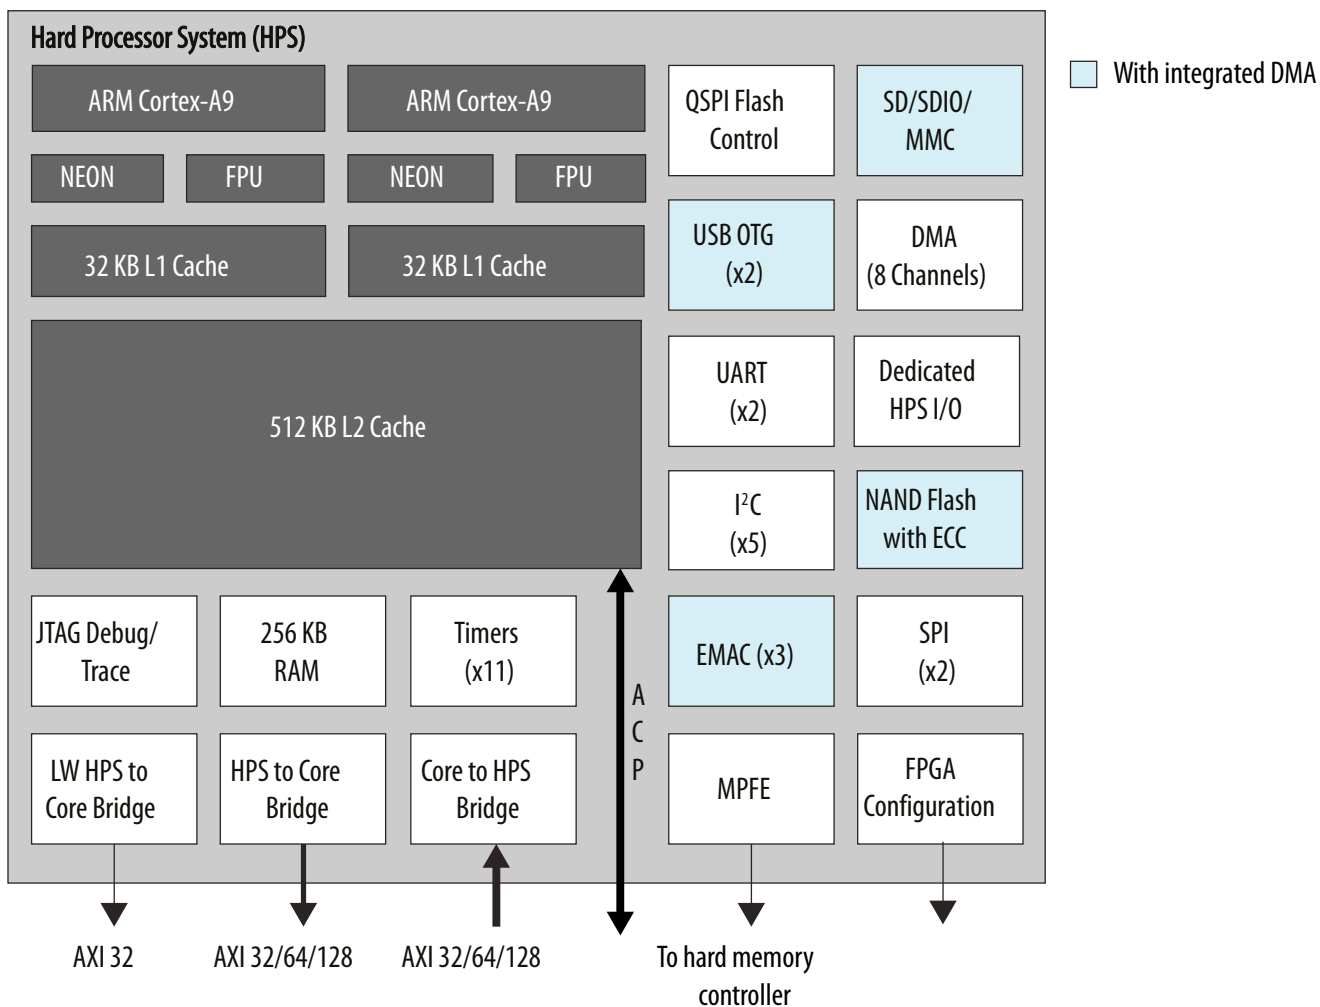 Hard Processor System (HPS)
With integrated DMA
ARM Cortex-A9
ARM Cortex-A9
QSPI Flash
Control
SD/SDIO/
MMC
NEON
FPU
NEON
FPU
USB OTG
(x2)
DMA
(8 Channels)
32 KB L1 Cache
32 KB L1 Cache
UART
(x2)
Dedicated
HPS I/O
512 KB L2 Cache
I²C
(x5)
NAND Flash
with ECC
JTAG Debug/
Trace
256 KB
RAM
Timers
(x11)
ACP
EMAC (x3)
SPI
(x2)
LW HPS to
Core Bridge
HPS to Core
Bridge
Core to HPS
Bridge
MPFE
FPGA
Configuration
AXI 32
AXI 32/64/128
AXI 32/64/128
To hard memory
controller